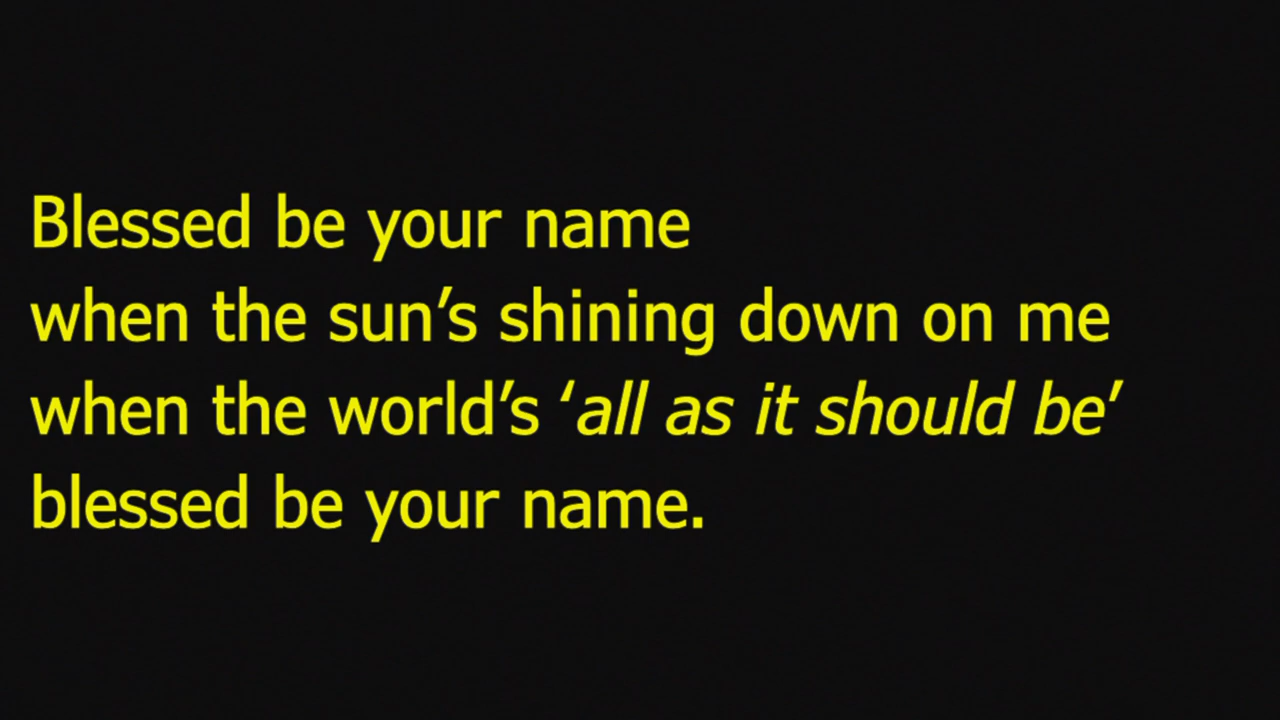 Blessed be your name
when the sun’s shining down on me
when the world’s ‘all as it should be’
blessed be your name.